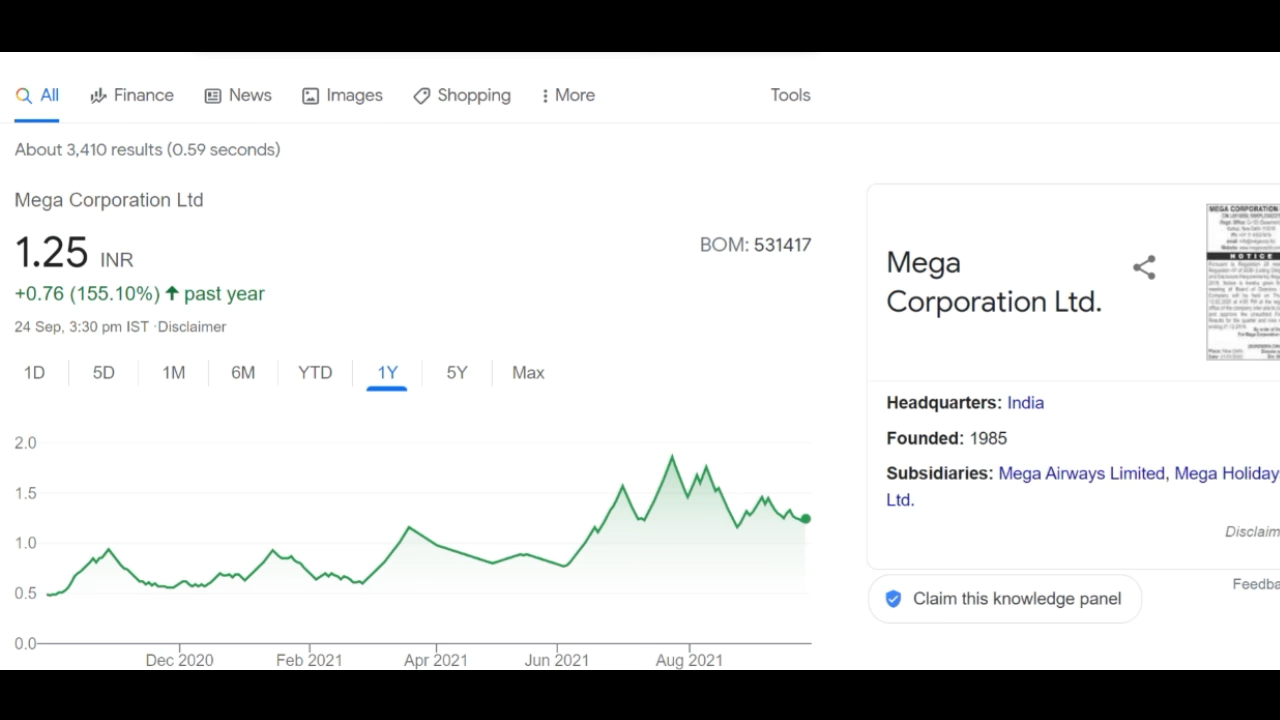 All Finance News Images Shopping More Tools
About 3,410 results (0.59 seconds)
Mega Corporation Ltd
1.25 INR
BOM: 531417
+0.76 (155.10%) past year
24 Sep, 3:30 pm IST · Disclaimer
1D 5D 1M 6M YTD 1Y 5Y Max
2.0
1.5
1.0
0.5
0.0
Dec 2020 Feb 2021 Apr 2021 Jun 2021 Aug 2021
Mega
Corporation Ltd.
MEGA CORPORATION
NOTICE
Headquarters: India
Founded: 1985
Subsidiaries: Mega Airways Limited, Mega Holiday
Ltd.
Disclaim
Feedba
Claim this knowledge panel